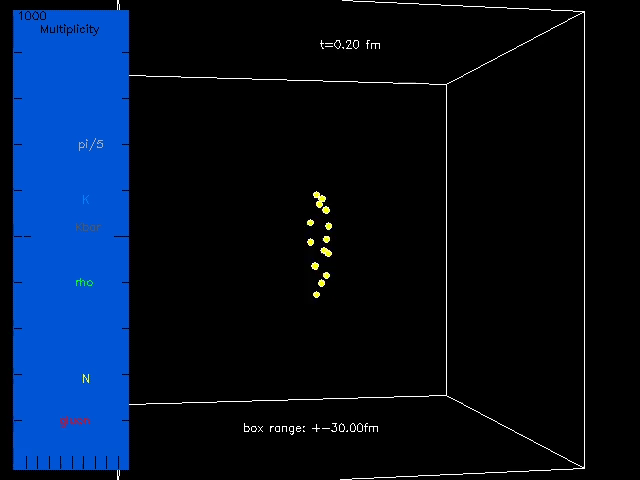 1000
Multiplicity
t=0.20 fm
pi/5
K
Kbar
rho
N
gluon
box range: +-30.00fm